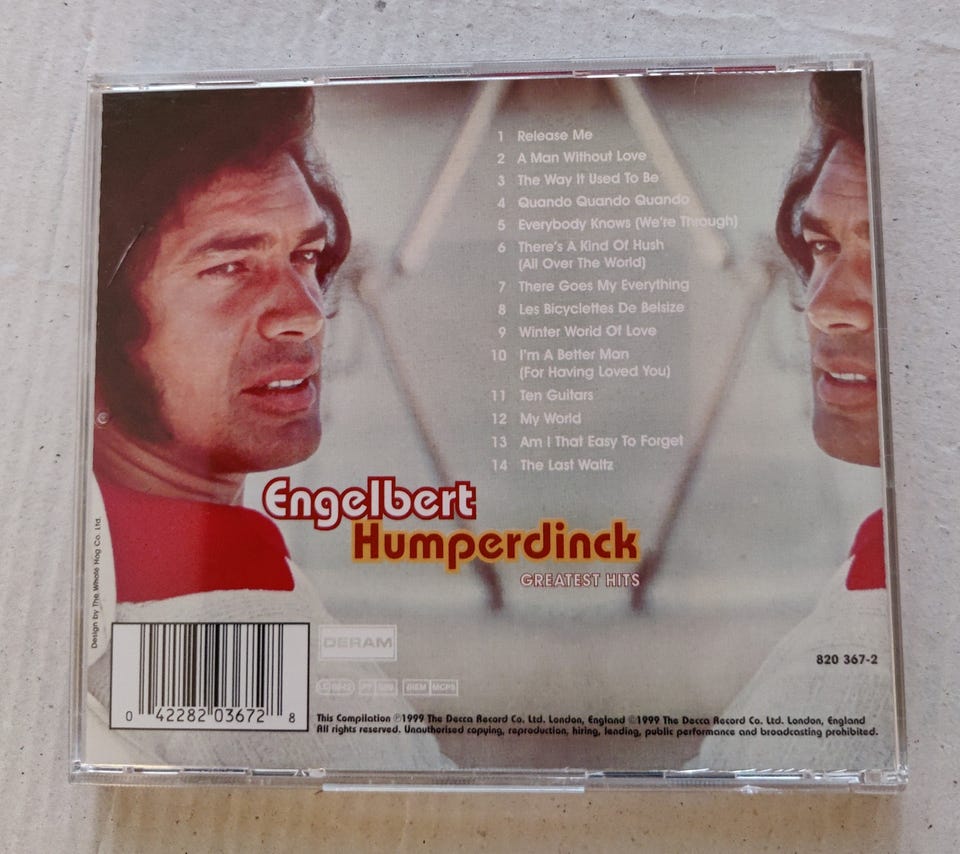 1 Release Me
2 A Man Without Love
3 The Way It Used To Be
4 Quando Quando Quando
5 Everybody Knows (We're Through)
6 There's A Kind Of Hush
(All Over The World)
7 There Goes My Everything
8 Les Bicyclettes De Belsize
9 Winter World Of Love
10 I'm A Better Man
(For Having Loved You)
11 Ten Guitars
12 My World
13 Am I That Easy To Forget
14 The Last Waltz
Engelbert
Humperdinck
GREATEST HITS
Design by The Whole Hog Co. Ltd.
DERAM
820 367-2
BIEM MCPS
0 42282 03672 8
This Compilation ℗1999 The Decca Record Co. Ltd. London, England ©1999 The Decca Record Co. Ltd. London, England
All rights reserved. Unauthorised copying, reproduction, hiring, lending, public performance and broadcasting prohibited.